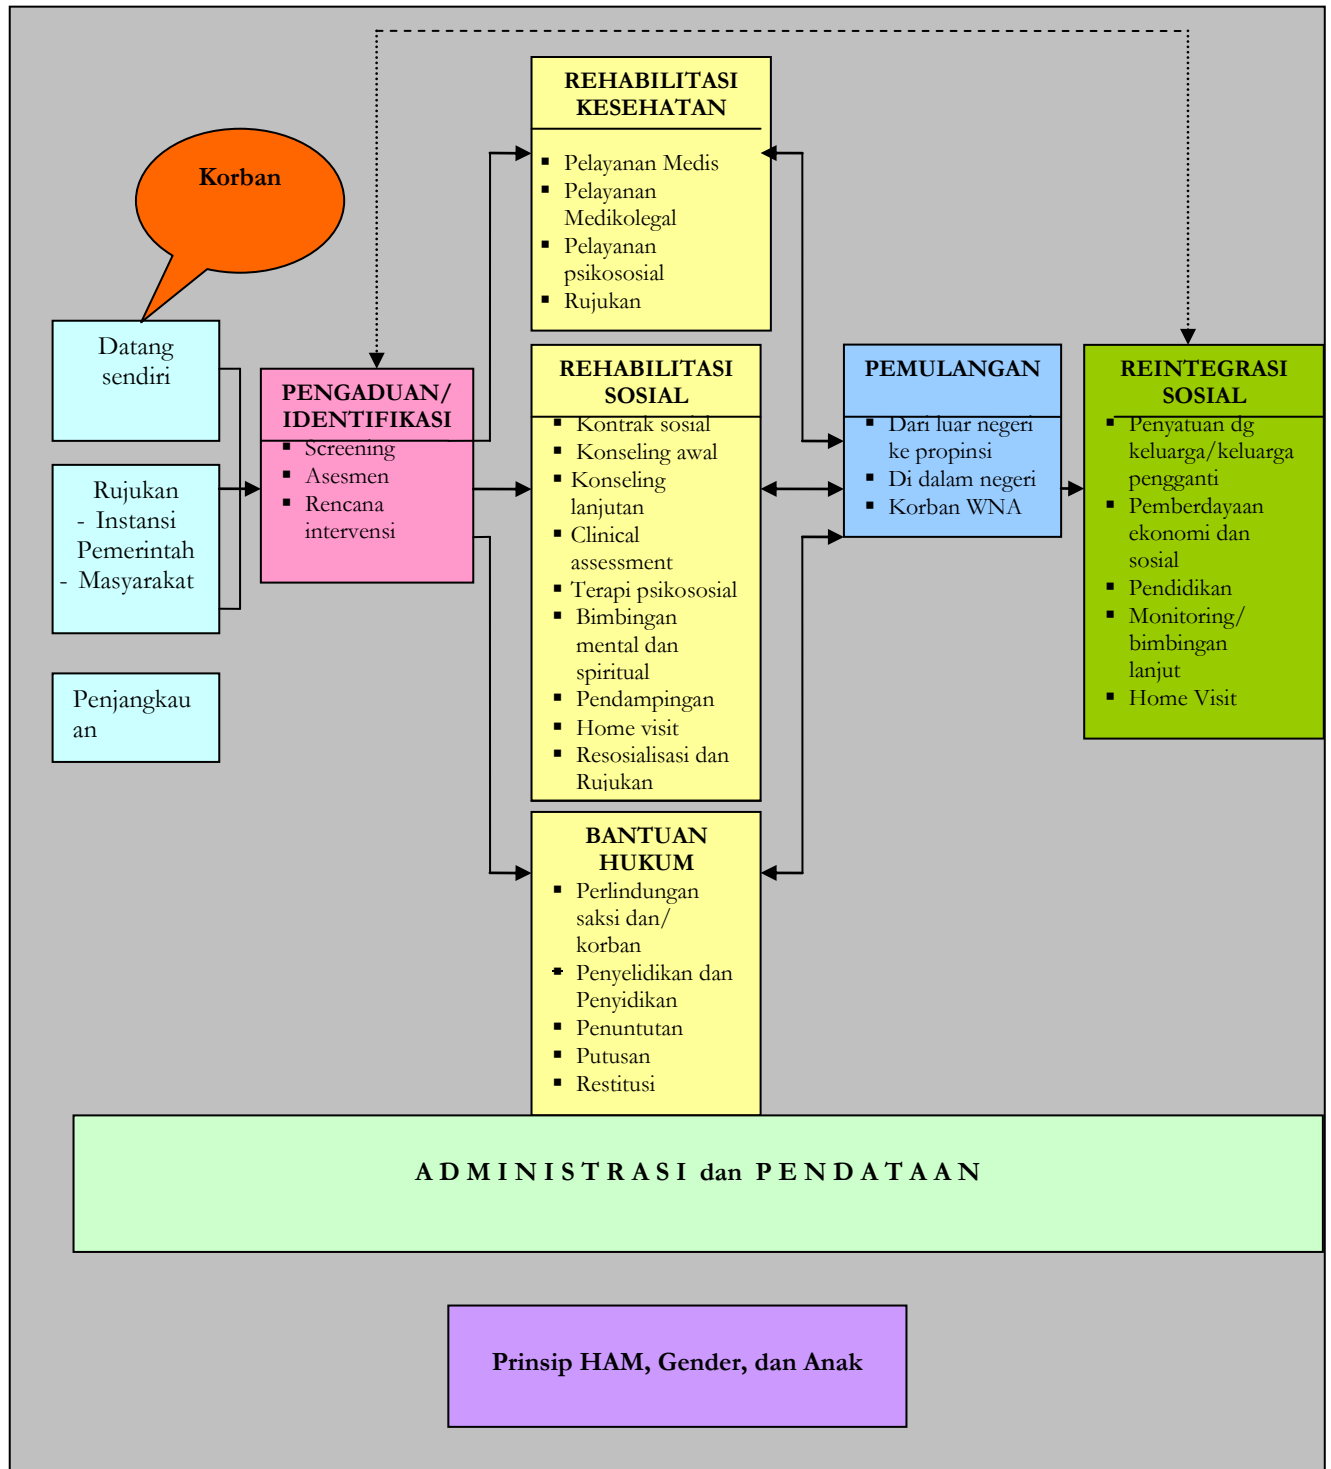 Korban
Datang
sendiri
Rujukan
- Instansi
Pemerintah
- Masyarakat
Penjangkau
an
PENGADUAN/
IDENTIFIKASI
▪ Screening
▪ Asesmen
▪ Rencana
intervensi
REHABILITASI
KESEHATAN
▪ Pelayanan Medis
▪ Pelayanan
Medikolegal
▪ Pelayanan
psikososial
▪ Rujukan
REHABILITASI
SOSIAL
▪ Kontrak sosial
▪ Konseling awal
▪ Konseling
lanjutan
▪ Clinical
assessment
▪ Terapi psikososial
▪ Bimbingan
mental dan
spiritual
▪ Pendampingan
▪ Home visit
▪ Resosialisasi dan
Rujukan
BANTUAN
HUKUM
▪ Perlindungan
saksi dan/
korban
▪ Penyelidikan dan
Penyidikan
▪ Penuntutan
▪ Putusan
▪ Restitusi
PEMULANGAN
▪ Dari luar negeri
ke propinsi
▪ Di dalam negeri
▪ Korban WNA
REINTEGRASI
SOSIAL
▪ Penyatuan dg
keluarga/keluarga
pengganti
▪ Pemberdayaan
ekonomi dan
sosial
▪ Pendidikan
▪ Monitoring/
bimbingan
lanjut
▪ Home Visit
A D M I N I S T R A S I dan P E N D A T A A N
Prinsip HAM, Gender, dan Anak